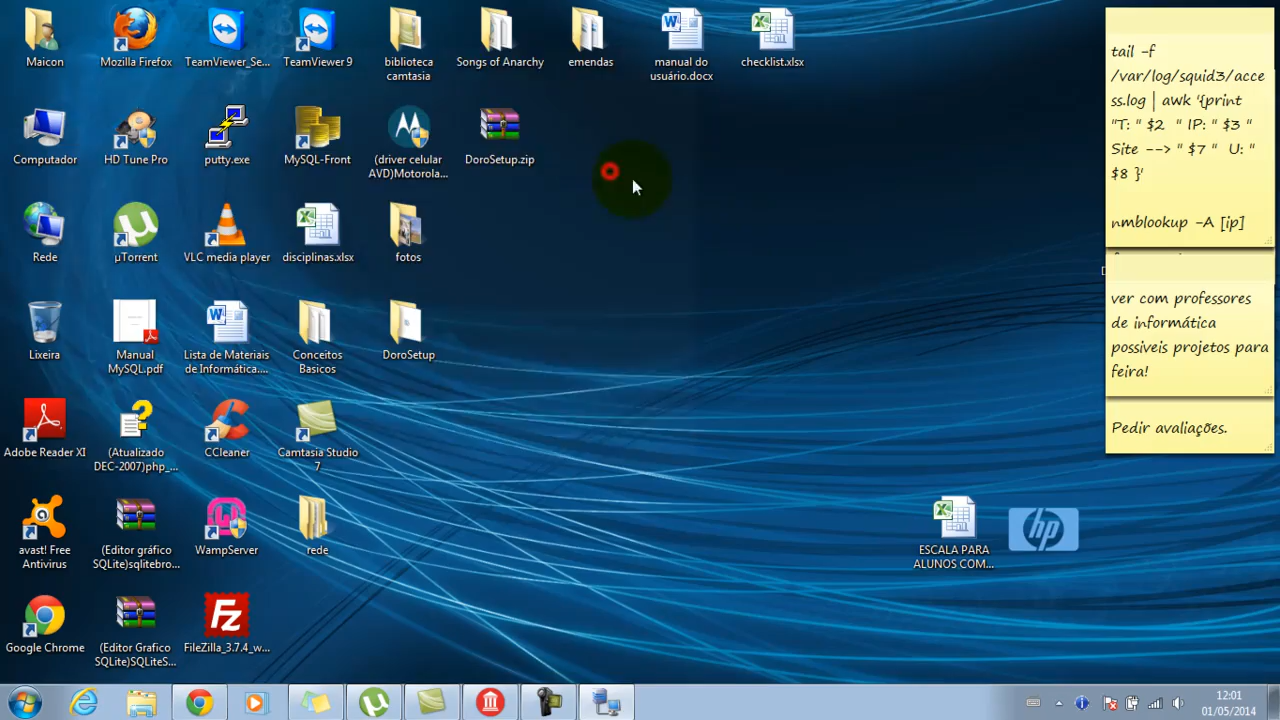 Maicon
Mozilla Firefox
TeamViewer_Se...
TeamViewer 9
biblioteca
camtasia
Songs of Anarchy
emendas
manual do
usuário.docx
checklist.xlsx
Computador
HD Tune Pro
putty.exe
MySQL-Front
(driver celular
AVD)Motorola...
DoroSetup.zip
Rede
µTorrent
VLC media player
disciplinas.xlsx
fotos
Lixeira
Manual
MySQL.pdf
Lista de Materiais
de Informática....
Conceitos
Basicos
DoroSetup
Adobe Reader XI
(Atualizado
DEC-2007)php_...
CCleaner
Camtasia Studio
7
avast! Free
Antivirus
(Editor gráfico
SQLite)sqlitebro...
WampServer
rede
Google Chrome
(Editor Grafico
SQLite)SQLiteS...
FileZilla_3.7.4_w...
ESCALA PARA
ALUNOS COM...
hp
tail -f
/var/log/squid3/acce
ss.log | awk '{print
"T: " $2 " IP: " $3 "
Site --> " $7 " U: "
$8 }'
nmblookup -A [ip]
ver com professores
de informática
possiveis projetos para
feira!
Pedir avaliações.
12:01
01/05/2014